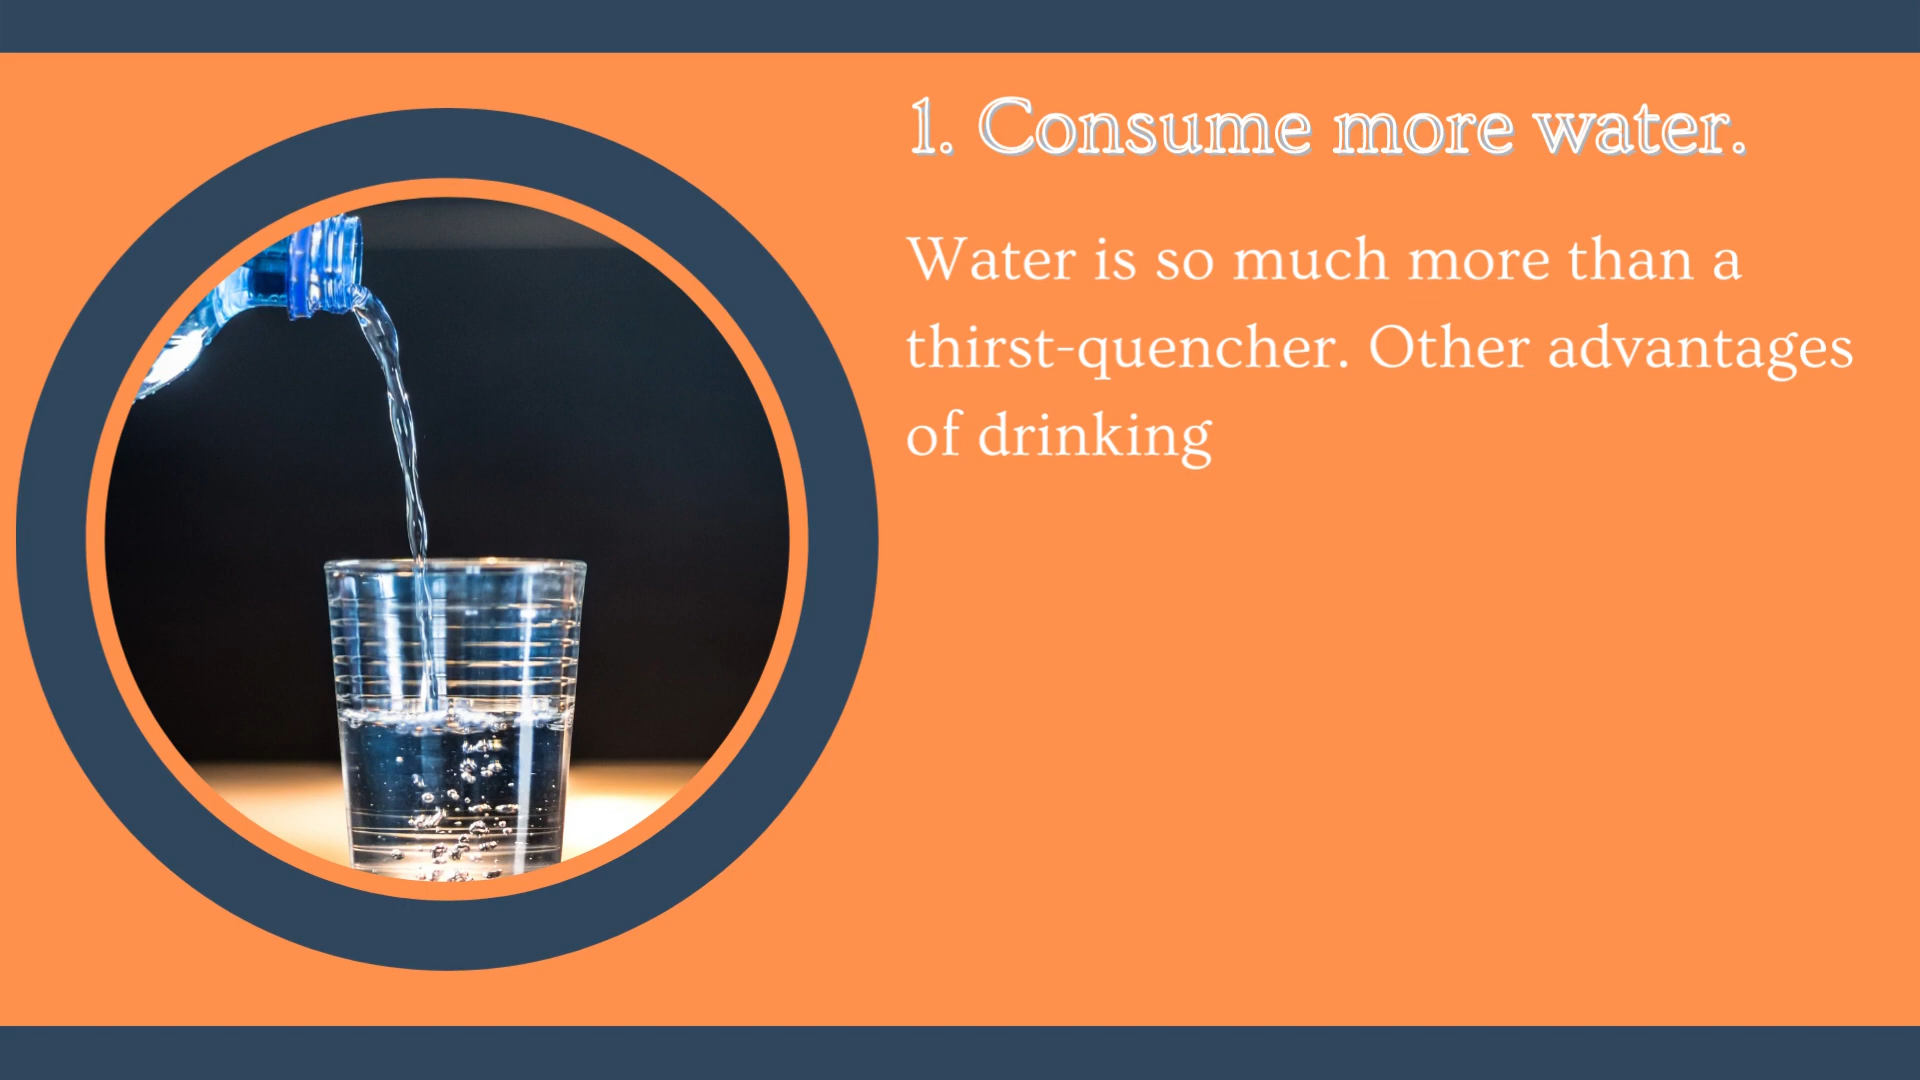 1. Consume more water.
Water is so much more than a
thirst-quencher. Other advantages
of drinking